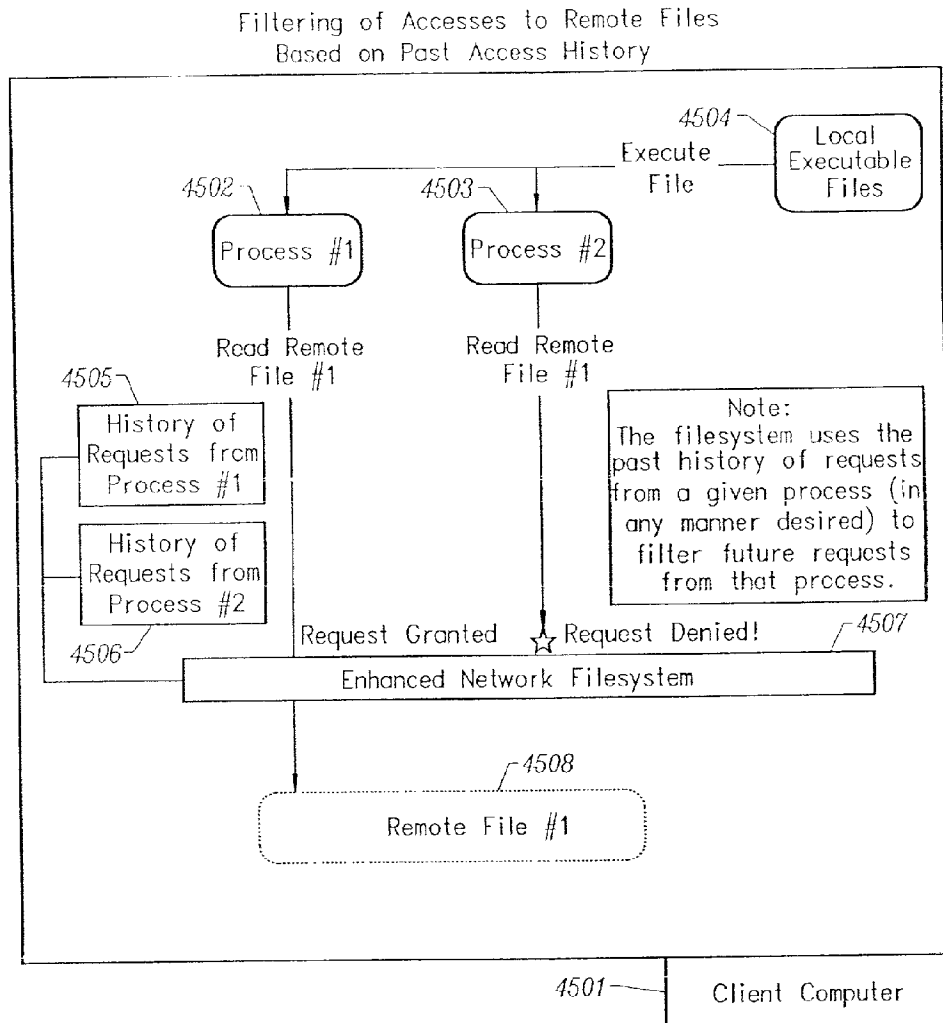 Filtering of Accesses to Remote Files
Based on Past Access History
4504
Local
Executable
Files
Execute
File
4502
4503
Process #1
Process #2
Read Remote
File #1
Read Remote
File #1
4505
History of
Requests from
Process #1
History of
Requests from
Process #2
4506
Note:
The filesystem uses the
past history of requests
from a given process (in
any manner desired) to
filter future requests
from that process.
Request Granted
Request Denied!
4507
Enhanced Network Filesystem
4508
Remote File #1
4501
Client Computer